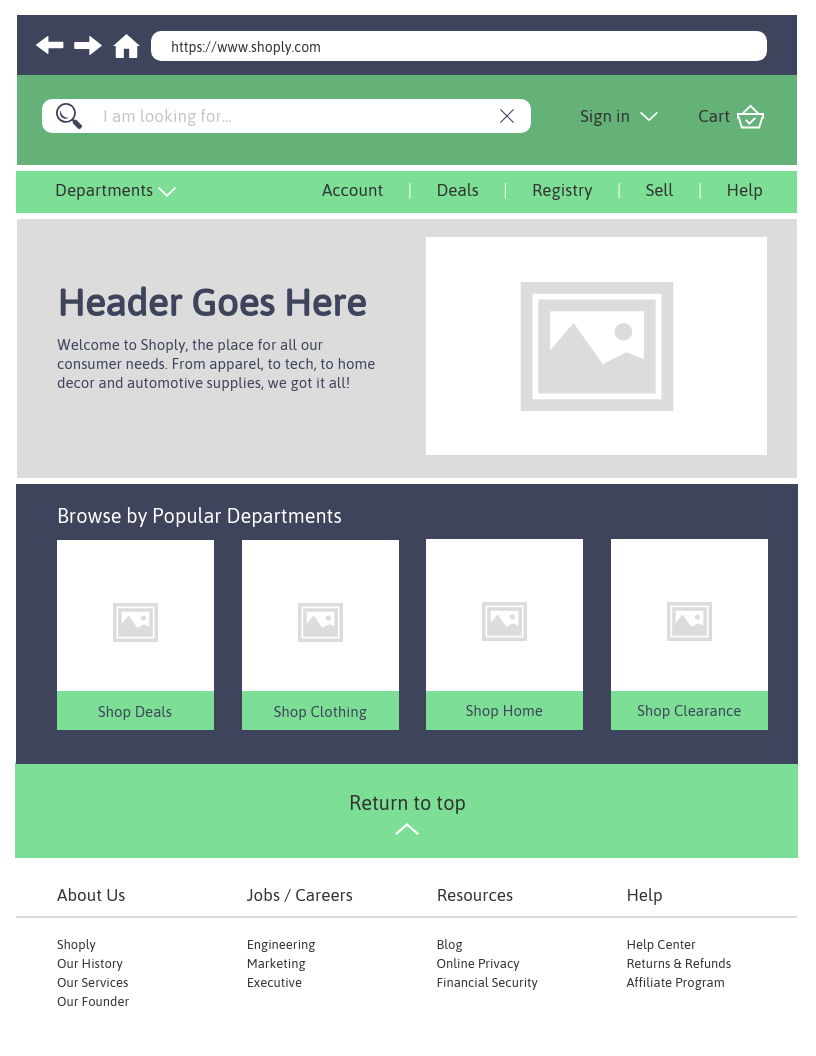 https://www.shoply.com
I am looking for...
Sign in
Cart
Departments
Account | Deals | Registry | Sell | Help
Header Goes Here
Welcome to Shoply, the place for all our
consumer needs. From apparel, to tech, to home
decor and automotive supplies, we got it all!
Browse by Popular Departments
Shop Deals
Shop Clothing
Shop Home
Shop Clearance
Return to top
About Us
Shoply
Our History
Our Services
Our Founder
Jobs / Careers
Engineering
Marketing
Executive
Resources
Blog
Online Privacy
Financial Security
Help
Help Center
Returns & Refunds
Affiliate Program